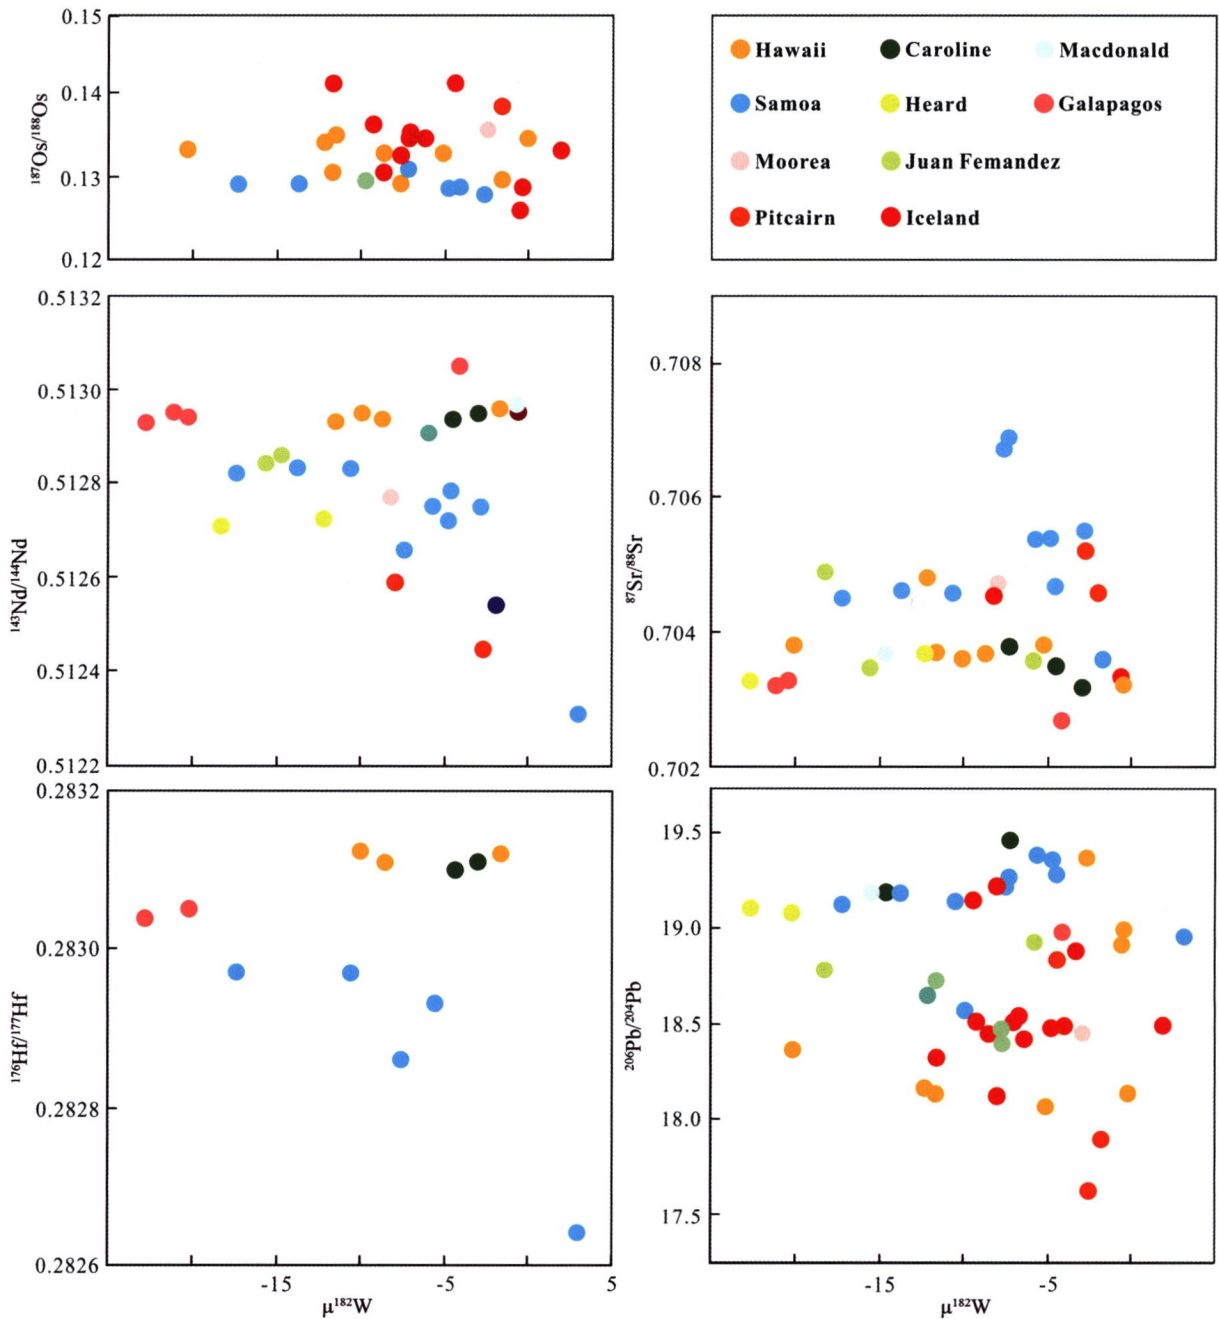 0.15
0.14
0.13
0.12
187Os/188Os
Hawaii Caroline Macdonald
Samoa Heard Galapagos
Moorea Juan Femandez
Pitcairn Iceland
0.5132
0.5130
0.5128
0.5126
0.5124
0.5122
143Nd/144Nd
0.708
0.706
0.704
0.702
87Sr/88Sr
0.2832
0.2830
0.2828
0.2826
176Hf/177Hf
-15 -5 5
μ182W
19.5
19.0
18.5
18.0
17.5
206Pb/204Pb
-15 -5
μ182W